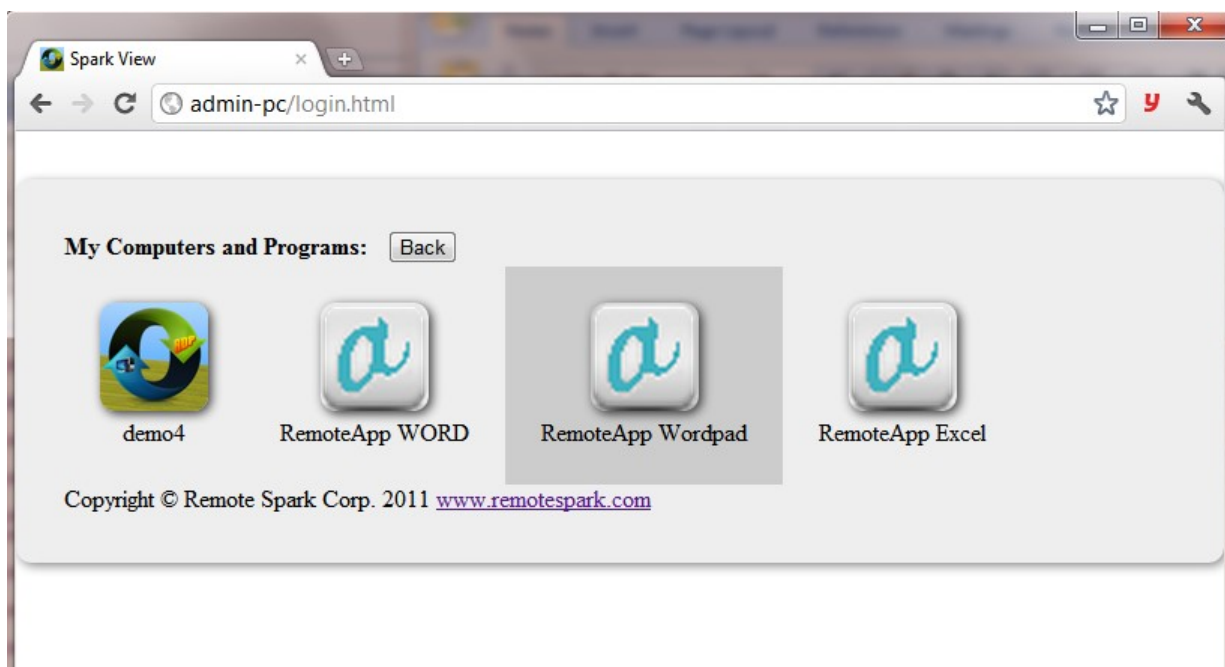 Spark View
admin-pc/login.html
My Computers and Programs: Back
demo4 RemoteApp WORD RemoteApp Wordpad RemoteApp Excel
Copyright © Remote Spark Corp. 2011 www.remotespark.com